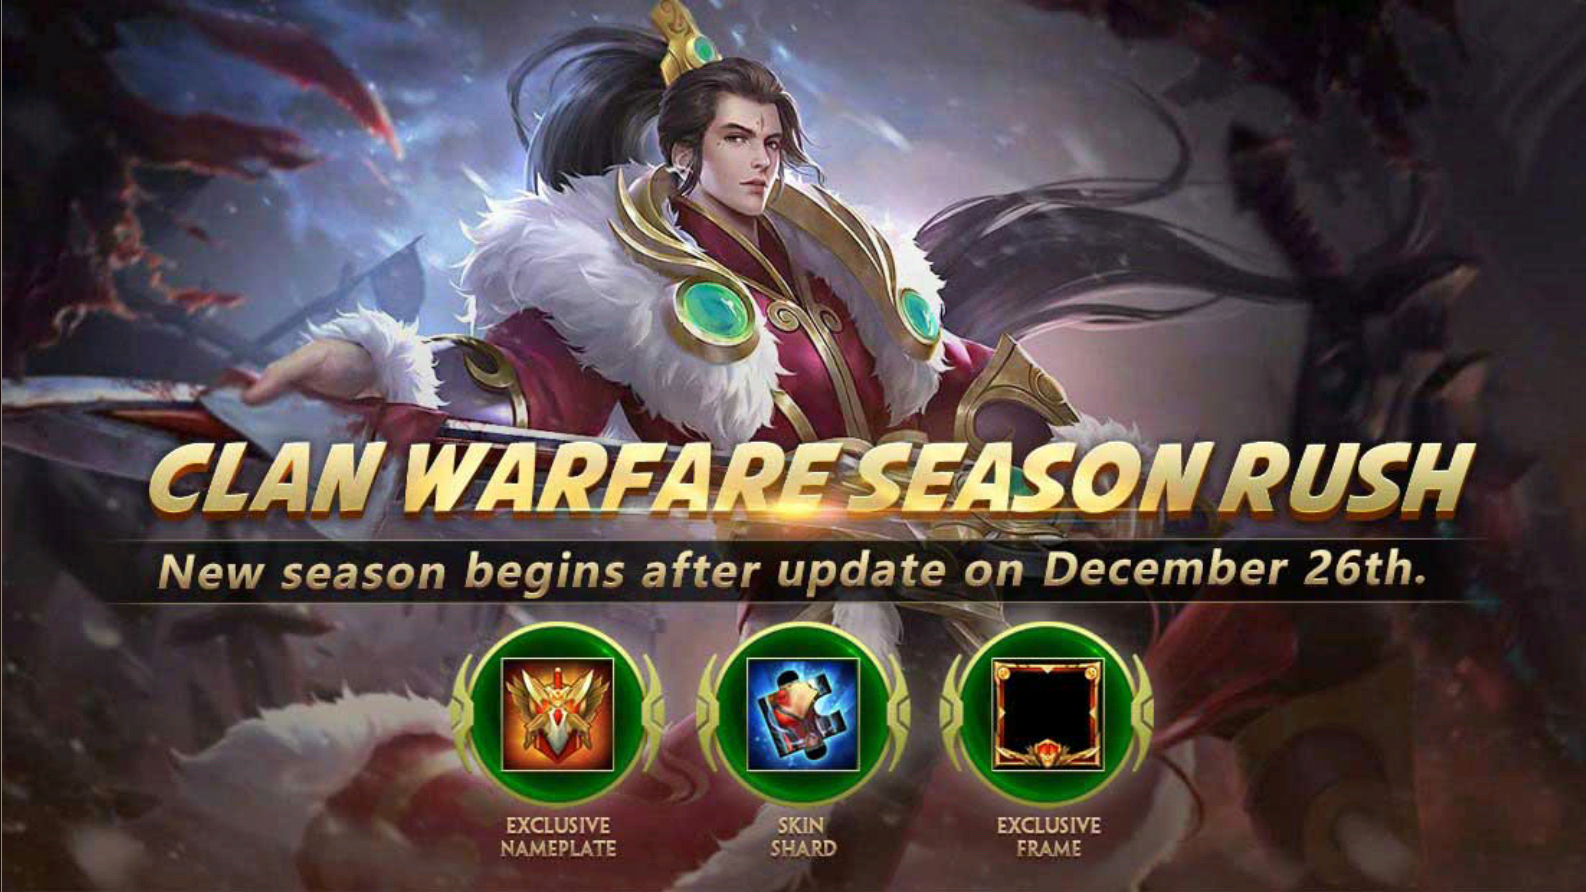 CLAN WARFARE SEASON RUSH
New season begins after update on December 26th.
EXCLUSIVE
NAMEPLATE
SKIN
SHARD
EXCLUSIVE
FRAME